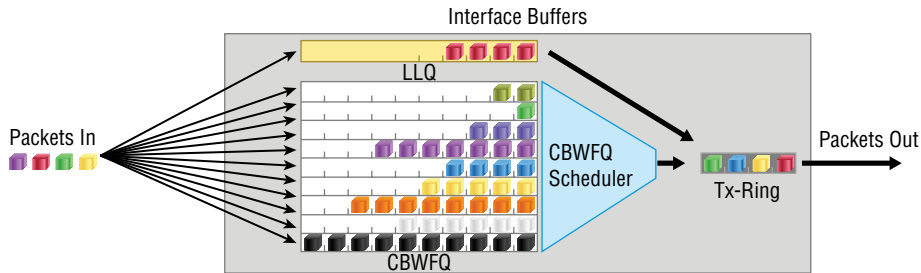 Interface Buffers
LLQ
Packets In
CBWFQ
Scheduler
Packets Out
Tx-Ring
CBWFQ